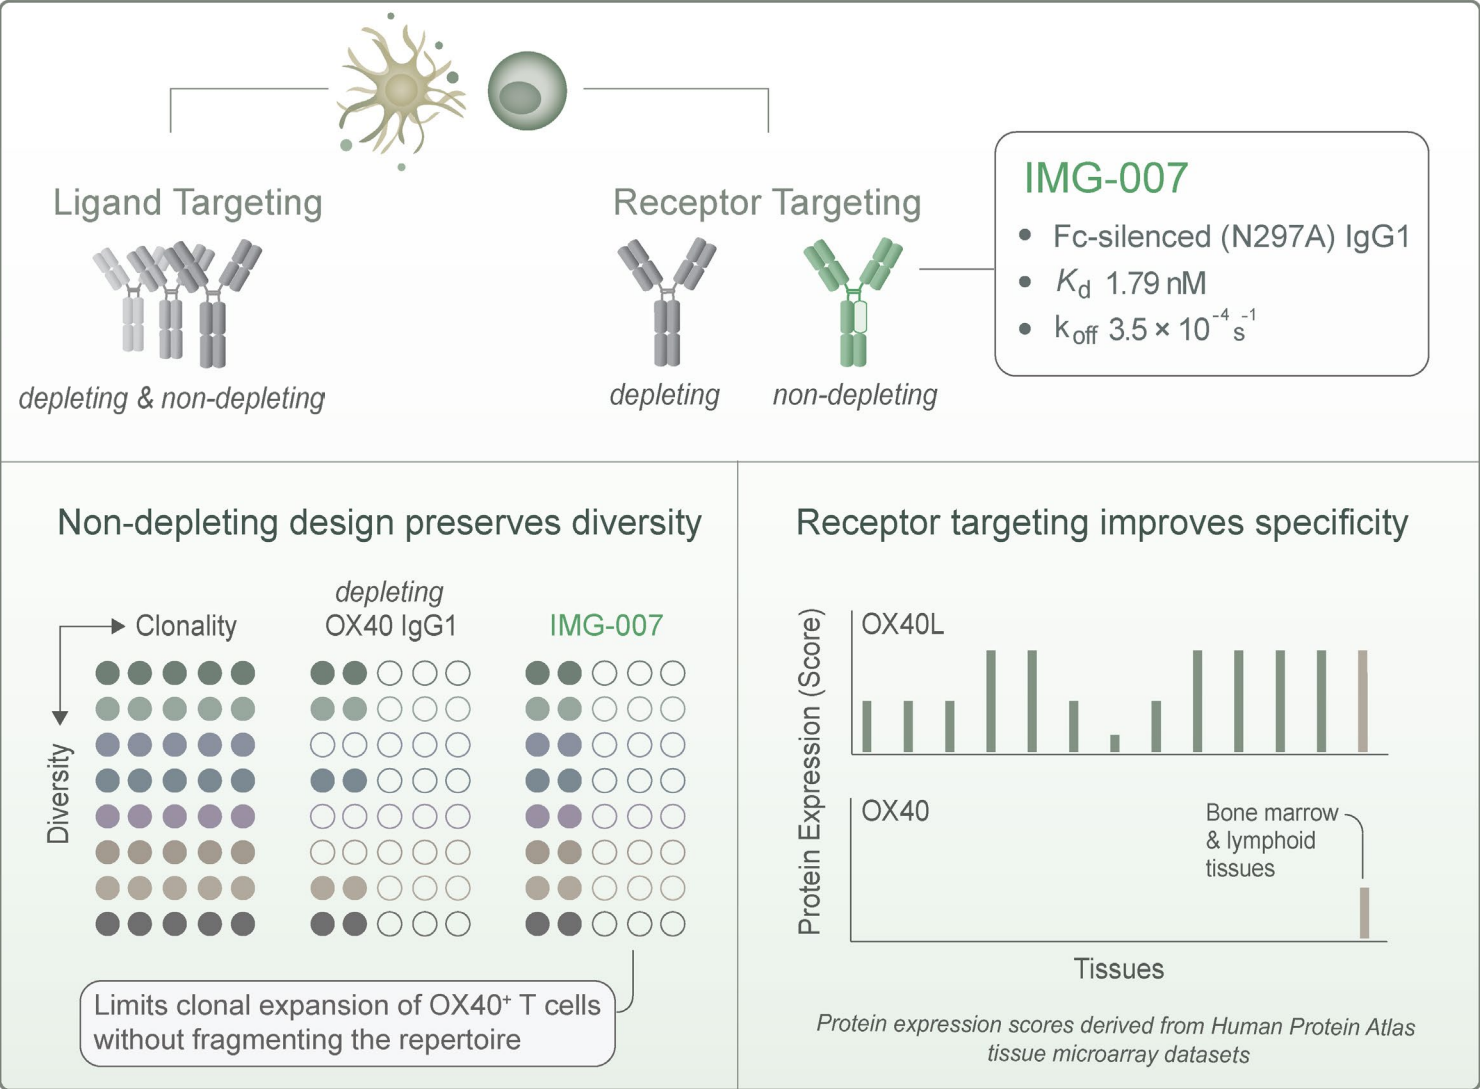 Ligand Targeting
depleting & non-depleting
Receptor Targeting
depleting
non-depleting
IMG-007
• Fc-silenced (N297A) IgG1
• Kd 1.79 nM
• koff 3.5 × 10⁻⁴ s⁻¹
Non-depleting design preserves diversity
Clonality
Diversity
depleting
OX40 IgG1
IMG-007
Limits clonal expansion of OX40⁺ T cells
without fragmenting the repertoire
Receptor targeting improves specificity
Protein Expression (Score)
OX40L
OX40
Bone marrow
& lymphoid
tissues
Tissues
Protein expression scores derived from Human Protein Atlas
tissue microarray datasets